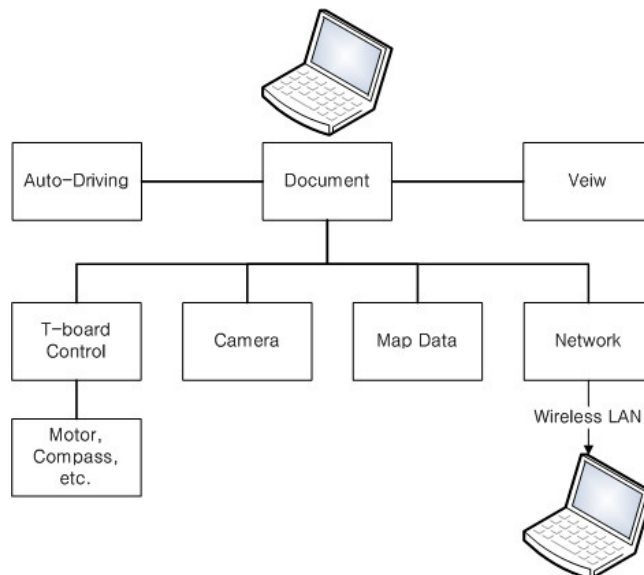 Auto-Driving
Document
Veiw
T-board
Control
Camera
Map Data
Network
Wireless LAN
Motor,
Compass,
etc.